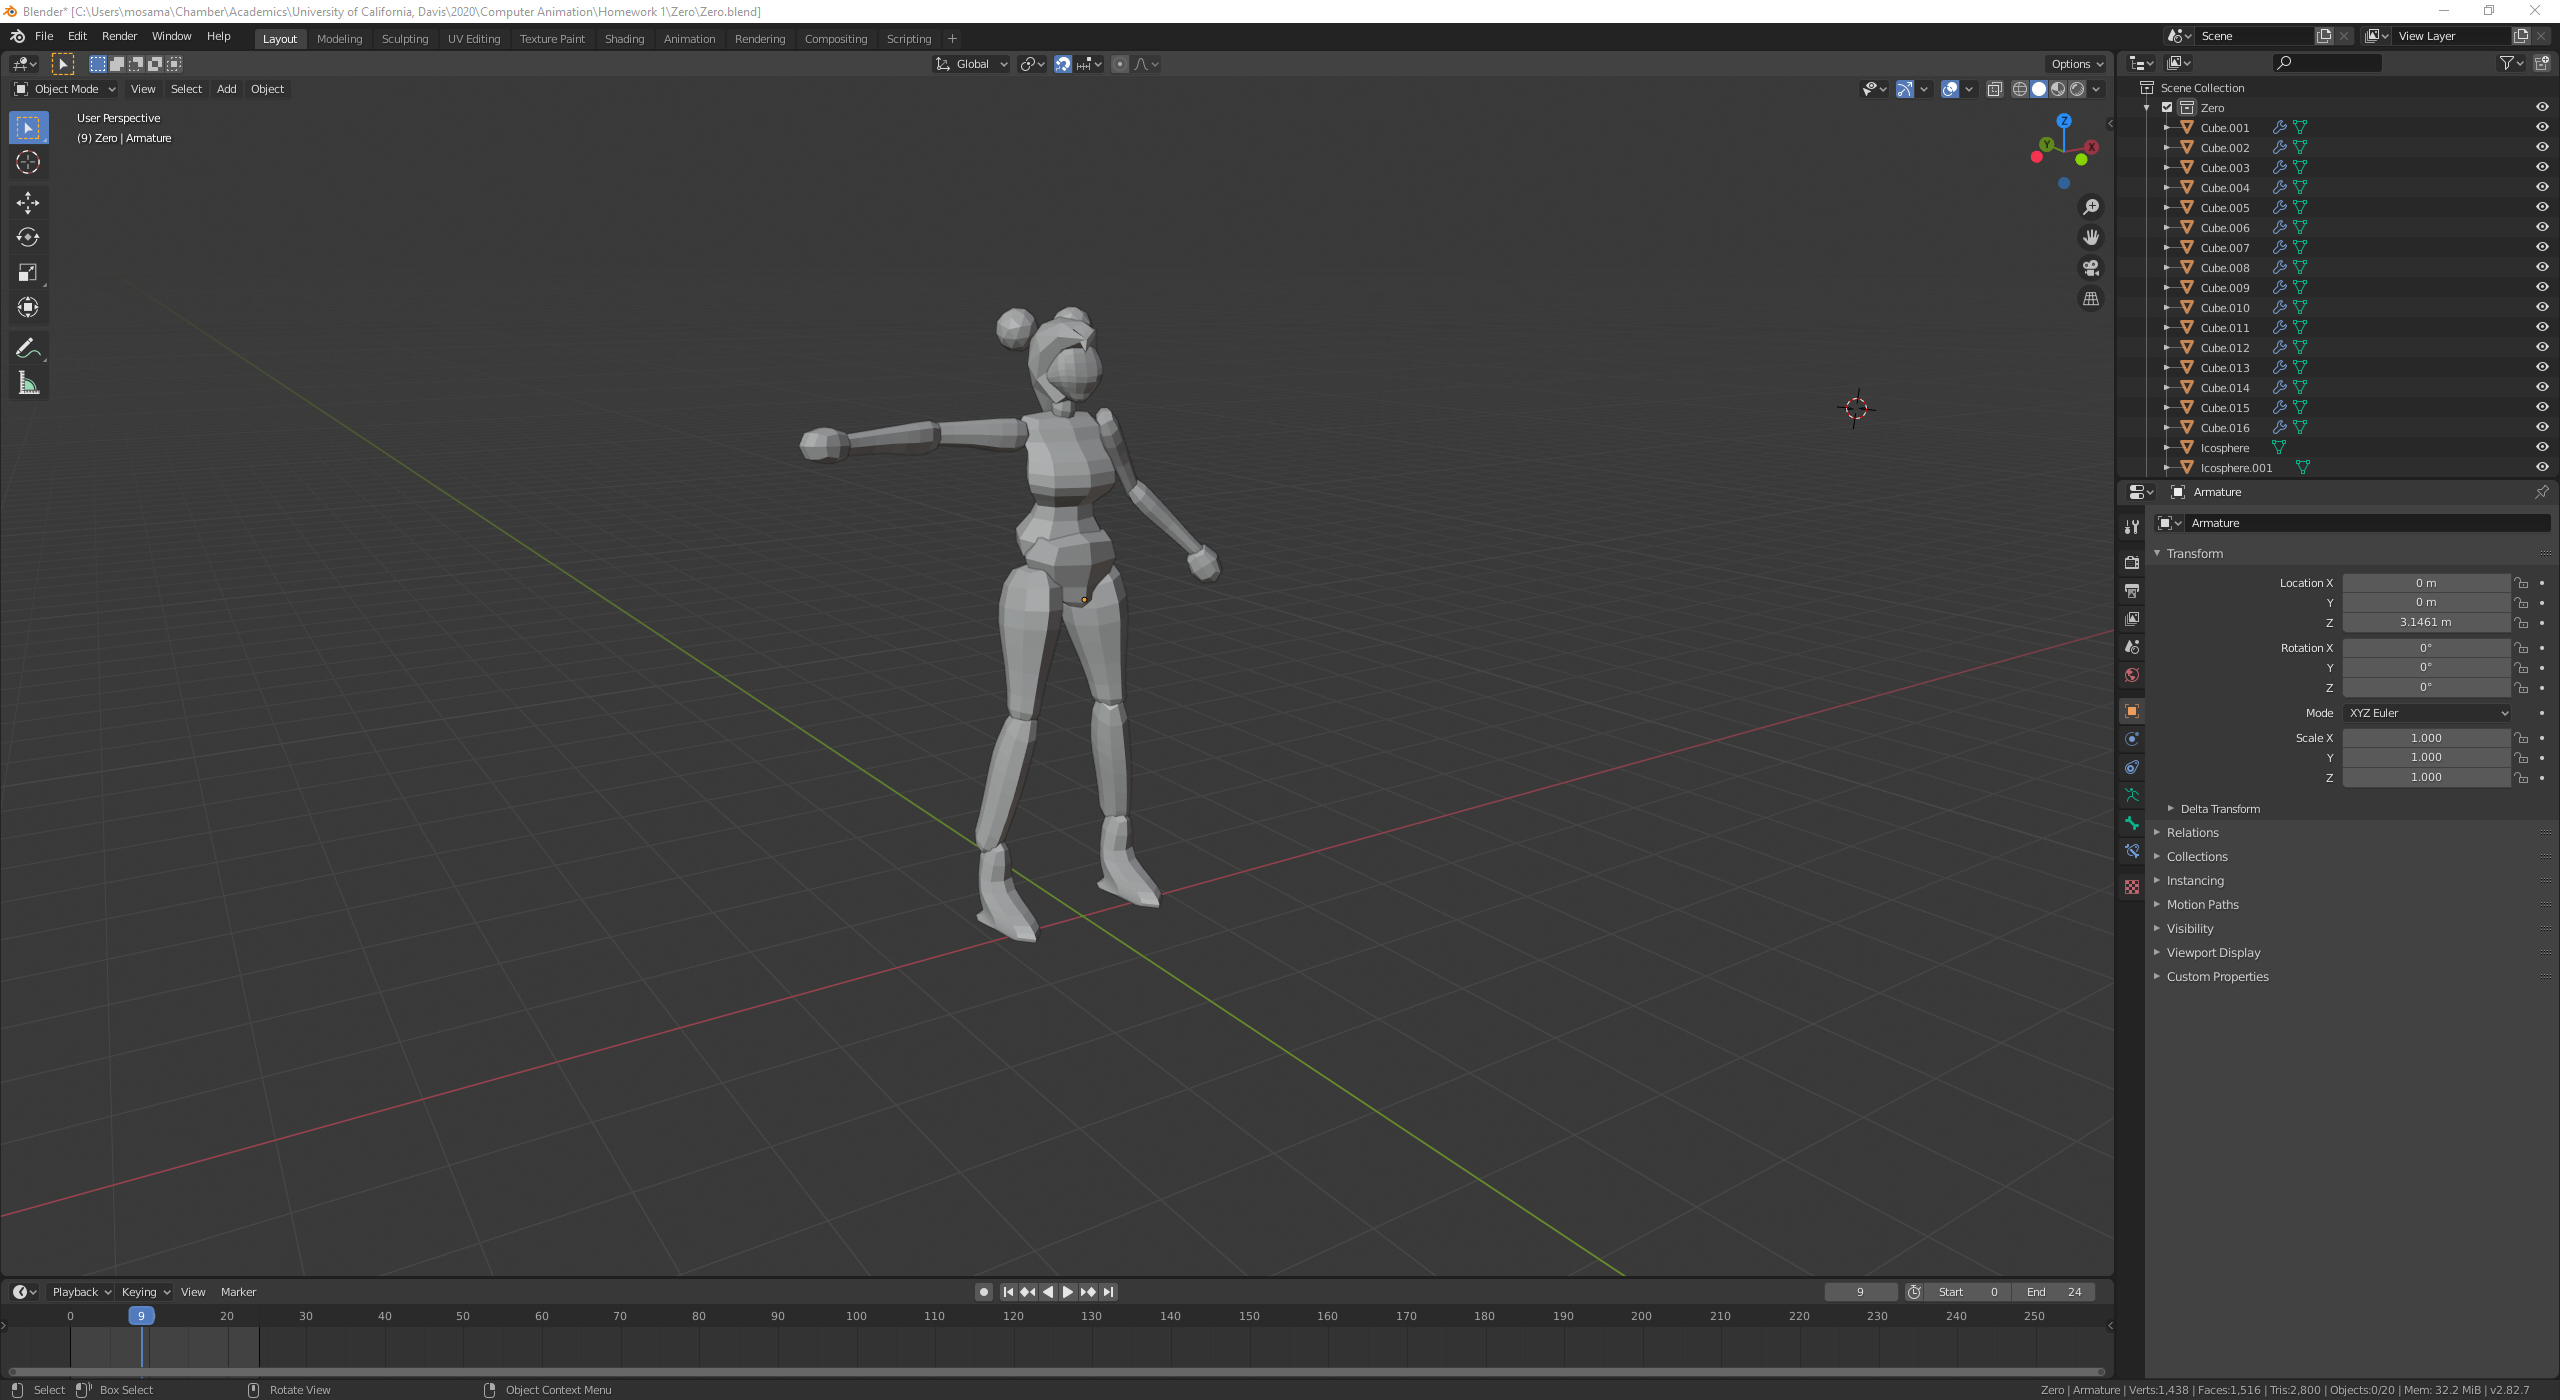 Blender* [C:\Users\mosama\Chamber\Academics\University of California, Davis\2020\Computer Animation\Homework 1\Zero\Zero.blend]
File Edit Render Window Help Layout Modeling Sculpting UV Editing Texture Paint Shading Animation Rendering Compositing Scripting + Scene View Layer
Global Options
Object Mode View Select Add Object
User Perspective
(9) Zero | Armature
Z
Y
X
Scene Collection
Zero
Cube.001
Cube.002
Cube.003
Cube.004
Cube.005
Cube.006
Cube.007
Cube.008
Cube.009
Cube.010
Cube.011
Cube.012
Cube.013
Cube.014
Cube.015
Cube.016
Icosphere
Icosphere.001
Armature
Armature
Transform
Location X 0 m
Y 0 m
Z 3.1461 m
Rotation X 0°
Y 0°
Z 0°
Mode XYZ Euler
Scale X 1.000
Y 1.000
Z 1.000
Delta Transform
Relations
Collections
Instancing
Motion Paths
Visibility
Viewport Display
Custom Properties
Playback Keying View Marker 9 Start 0 End 24
0 9 20 30 40 50 60 70 80 90 100 110 120 130 140 150 160 170 180 190 200 210 220 230 240 250
Select Box Select Rotate View Object Context Menu Zero | Armature | Verts:1,438 | Faces:1,516 | Tris:2,800 | Objects:0/20 | Mem: 32.2 MiB | v2.82.7